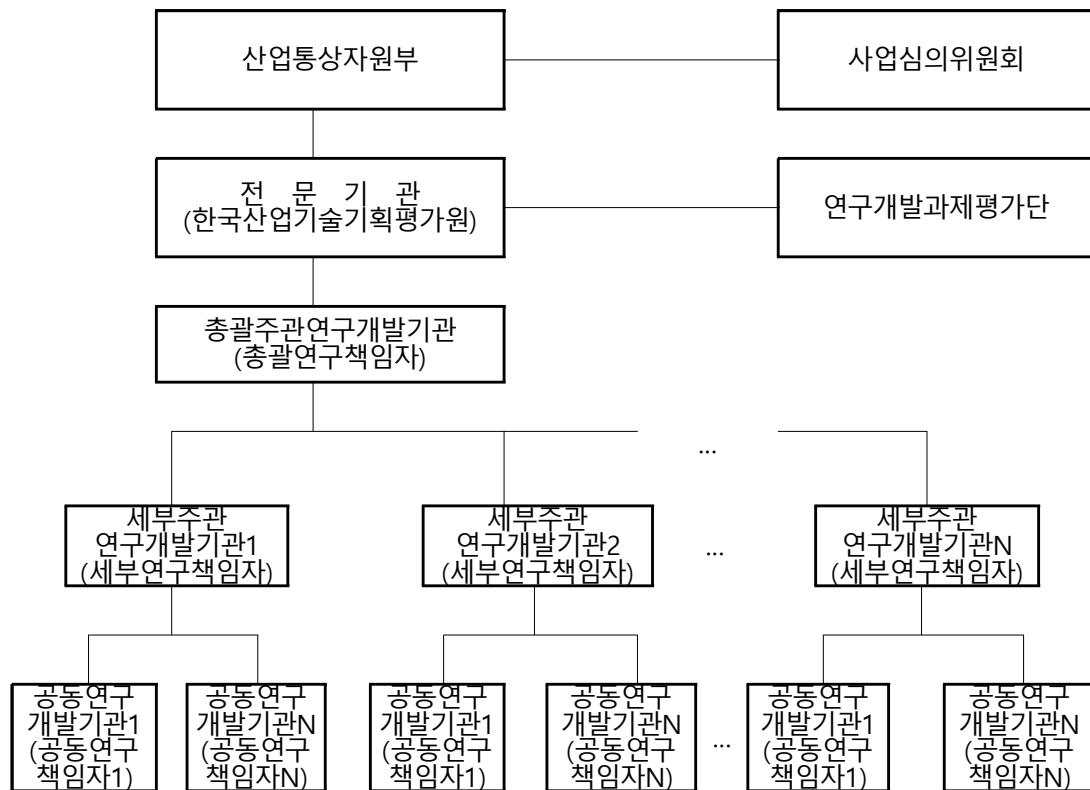 산업통상자원부
사업심의위원회
전 문 기 관
(한국산업기술기획평가원)
연구개발과제평가단
총괄주관연구개발기관
(총괄연구책임자)
...
세부주관
연구개발기관1
(세부연구책임자)
세부주관
연구개발기관2
(세부연구책임자)
...
세부주관
연구개발기관N
(세부연구책임자)
공동연구
개발기관1
(공동연구
책임자1)
공동연구
개발기관N
(공동연구
책임자N)
공동연구
개발기관1
(공동연구
책임자1)
공동연구
개발기관N
(공동연구
책임자N)
...
공동연구
개발기관1
(공동연구
책임자1)
공동연구
개발기관N
(공동연구
책임자N)